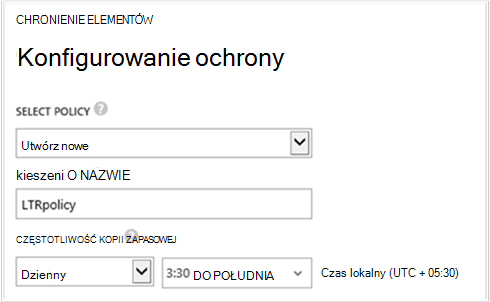 CHRONIENIE ELEMENTÓW
Konfigurowanie ochrony
SELECT POLICY ?
Utwórz nowe
kieszeni O NAZWIE
LTRpolicy
CZĘSTOTLIWOŚĆ KOPII ZAPASOWEJ
Dzienny 3:30 DO POŁUDNIA Czas lokalny (UTC + 05:30)